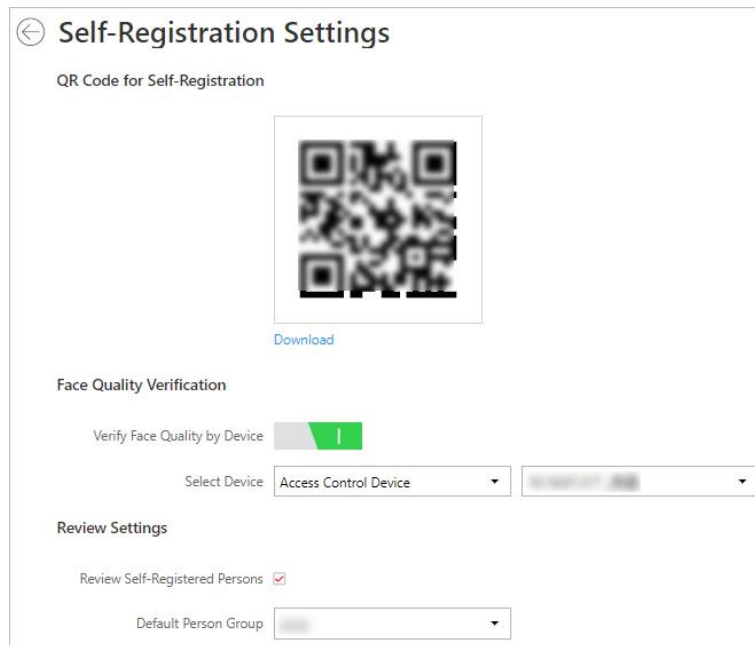 Self-Registration Settings
QR Code for Self-Registration
Download
Face Quality Verification
Verify Face Quality by Device
Select Device Access Control Device
Review Settings
Review Self-Registered Persons
Default Person Group